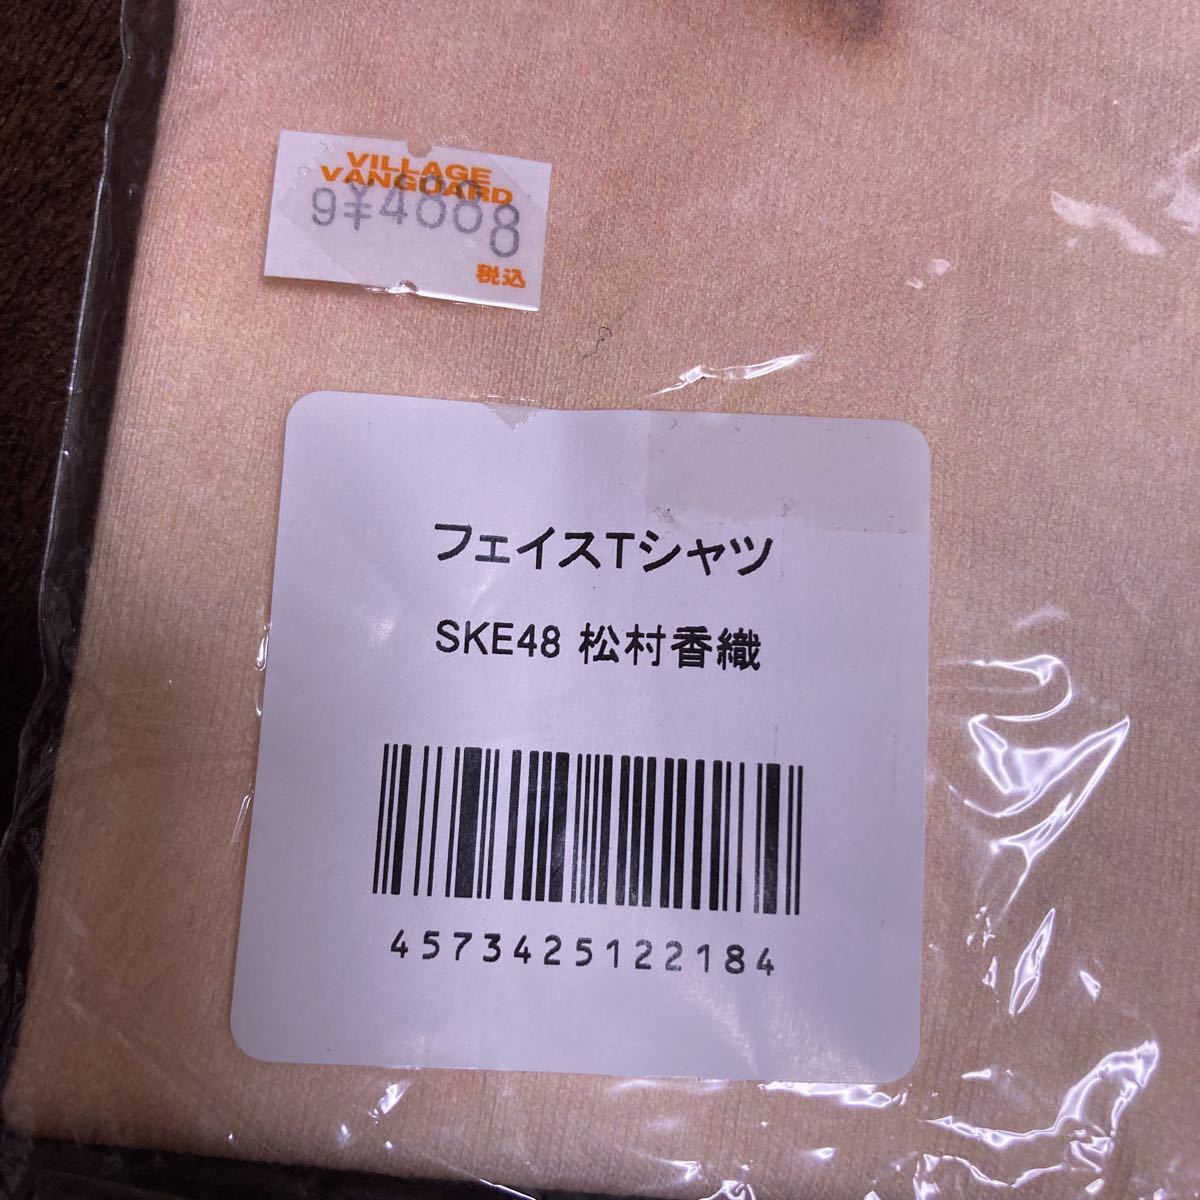 VILLAGE
VANGUARD
9¥4888
税込
フェイスTシャツ
SKE48 松村香織
4573425122184